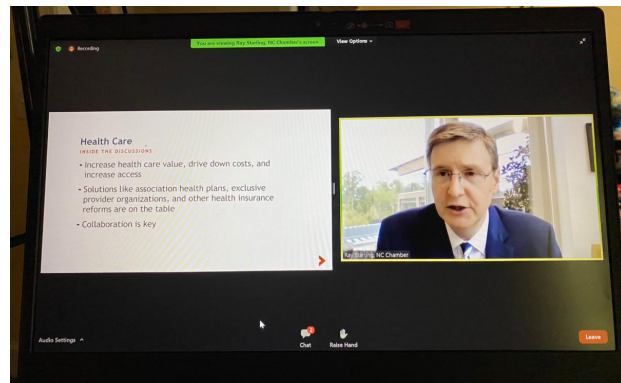 Recording
You are viewing Ray Starling, NC Chamber's screen
View Options
Health Care
INSIDE THE DISCUSSIONS
- Increase health care value, drive down costs, and
increase access
- Solutions like association health plans, exclusive
provider organizations, and other health insurance
reforms are on the table
- Collaboration is key
Ray Starling, NC Chamber
Audio Settings
2
Chat
Raise Hand
Leave